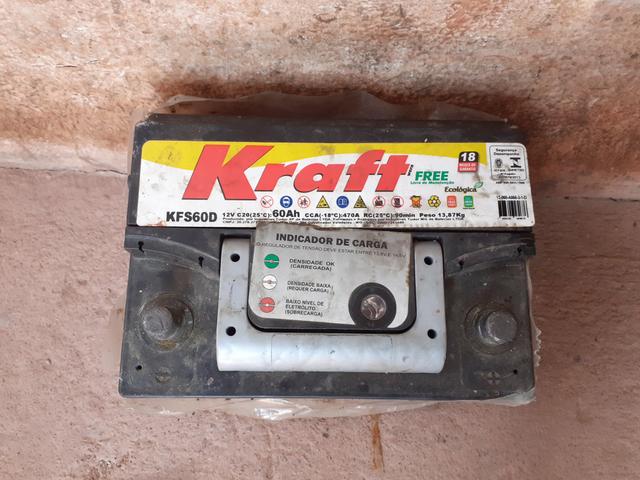 Kraft
FREE
Livre de Manutenção
Ecológica
18
MESES DE GARANTIA
Segurança
Desempenho
KFS60D
12V C20(25°C):60Ah CCA(-18°C):470A RC(25°C):90min Peso 13,87Kg
INDICADOR DE CARGA
O REGULADOR DE TENSÃO DEVE ESTAR ENTRE
DENSIDADE OK
(CARREGADA)
DENSIDADE BAIXA
(REQUER CARGA)
BAIXO NÍVEL DE
ELETRÓLITO
(SOBRECARGA)